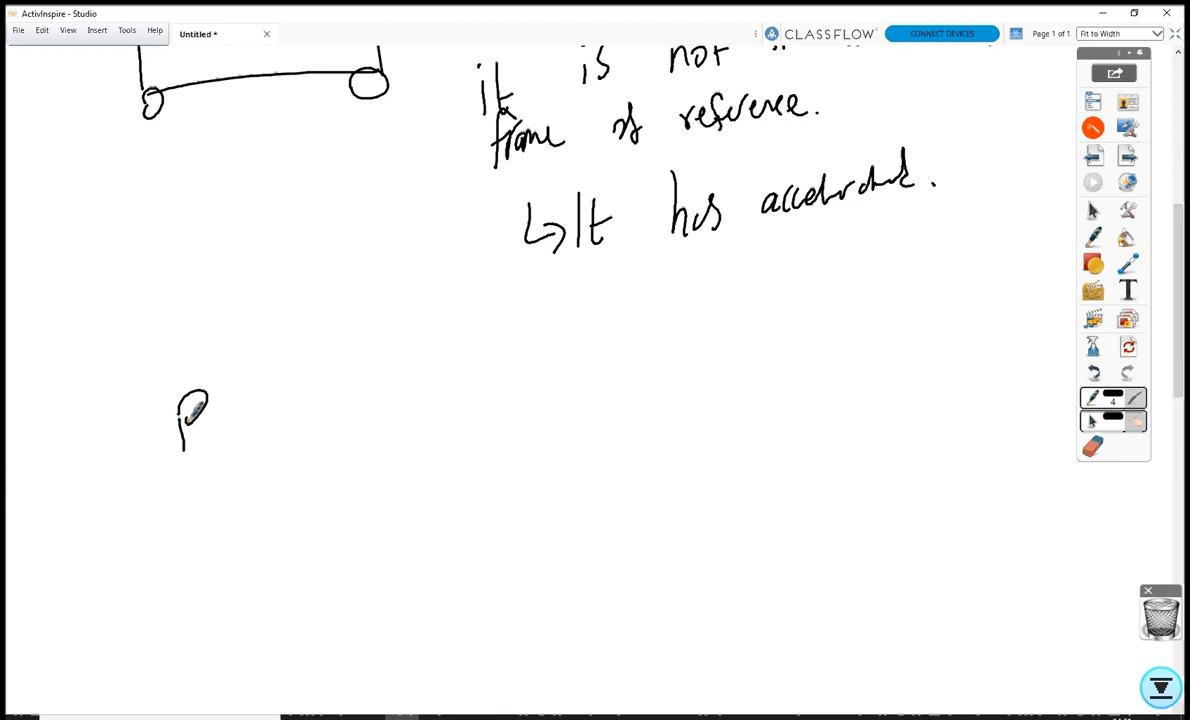 ActivInspire - Studio
File Edit View Insert Tools Help
Untitled *
CLASSFLOW
CONNECT DEVICES
Page 1 of 1
Fit to Width
it is not
frame of reference.
It has accelerated.
P
4
T